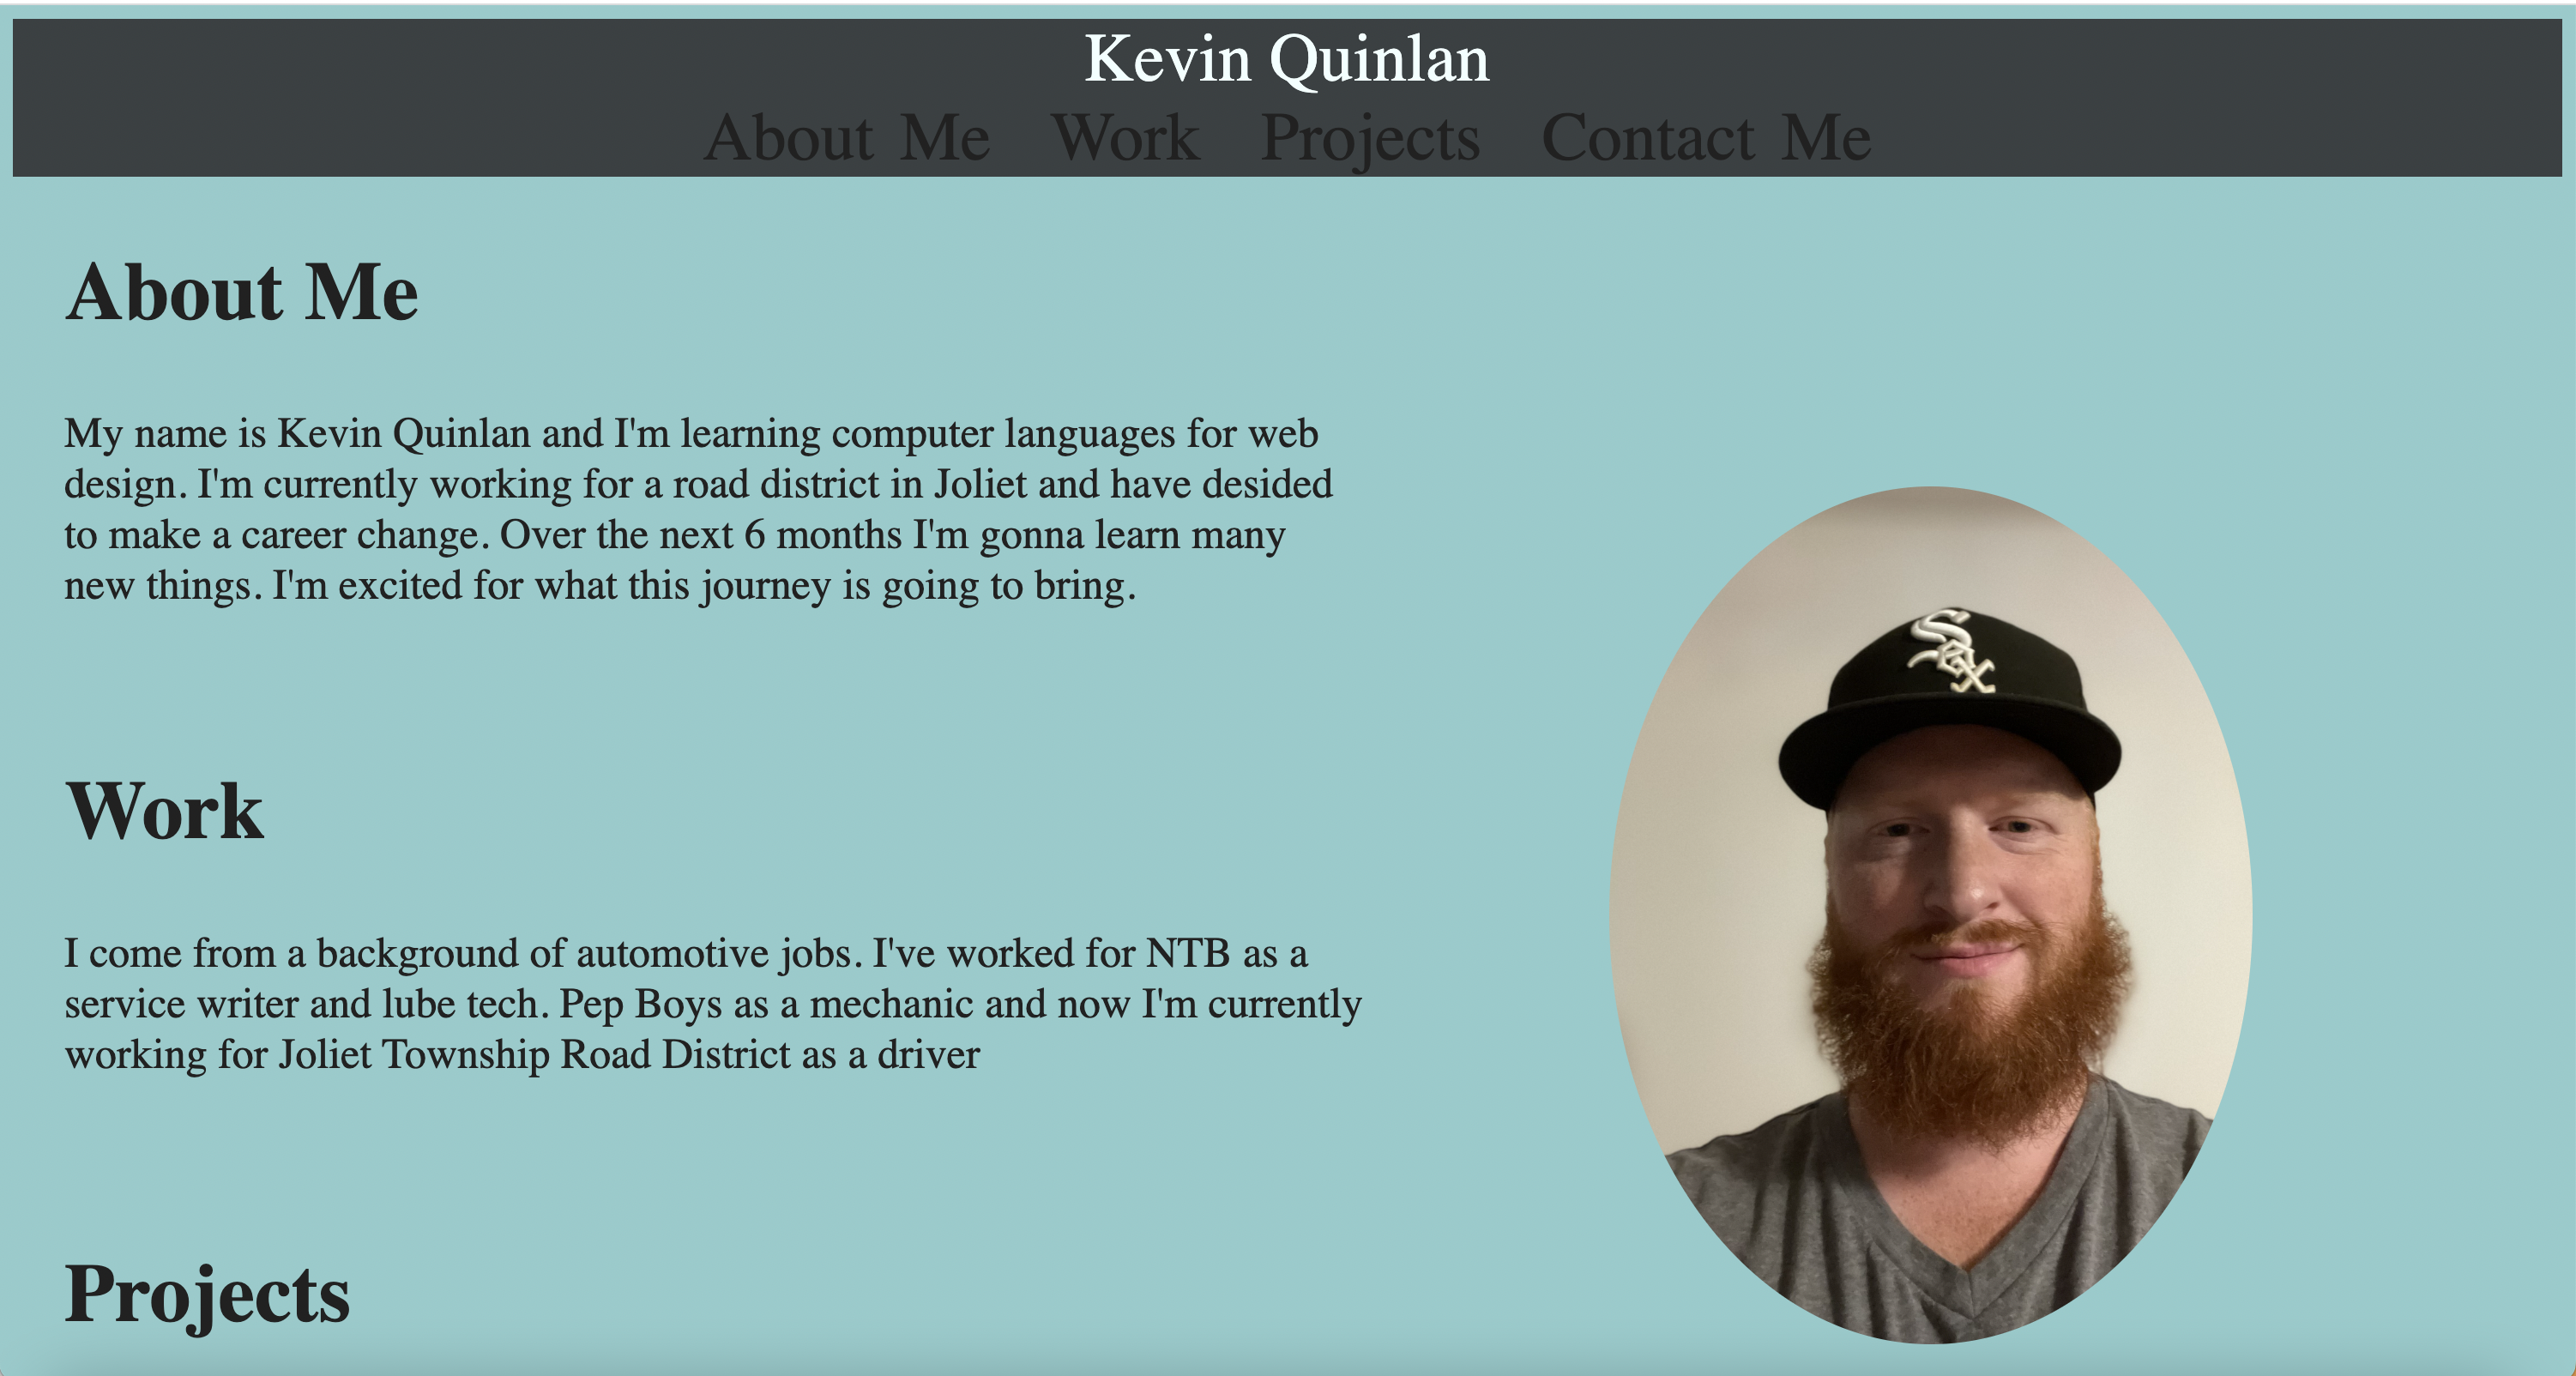 Kevin Quinlan
About Me Work Projects Contact Me
About Me
My name is Kevin Quinlan and I'm learning computer languages for web
design. I'm currently working for a road district in Joliet and have desided
to make a career change. Over the next 6 months I'm gonna learn many
new things. I'm excited for what this journey is going to bring.
Sox
Work
I come from a background of automotive jobs. I've worked for NTB as a
service writer and lube tech. Pep Boys as a mechanic and now I'm currently
working for Joliet Township Road District as a driver
Projects